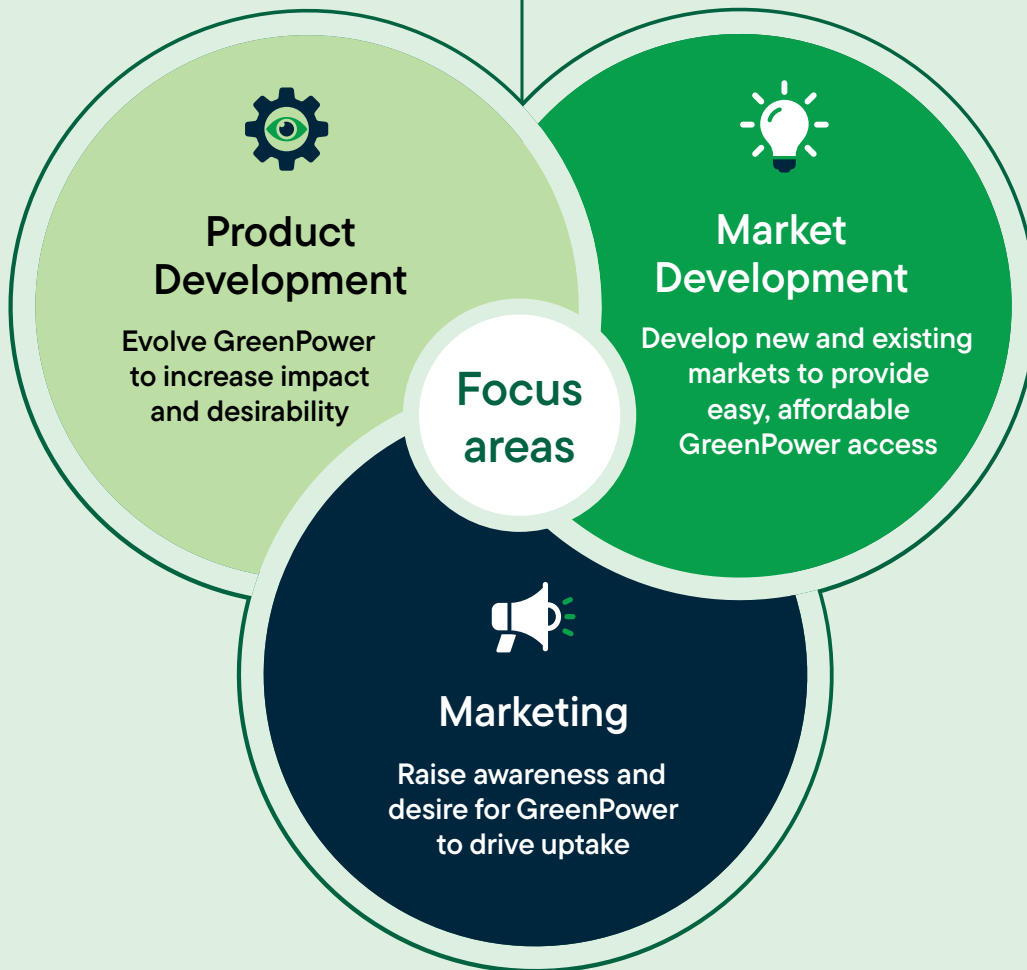 Product
Development
Evolve GreenPower
to increase impact
and desirability
Market
Development
Develop new and existing
markets to provide
easy, affordable
GreenPower access
Focus
areas
Marketing
Raise awareness and
desire for GreenPower
to drive uptake